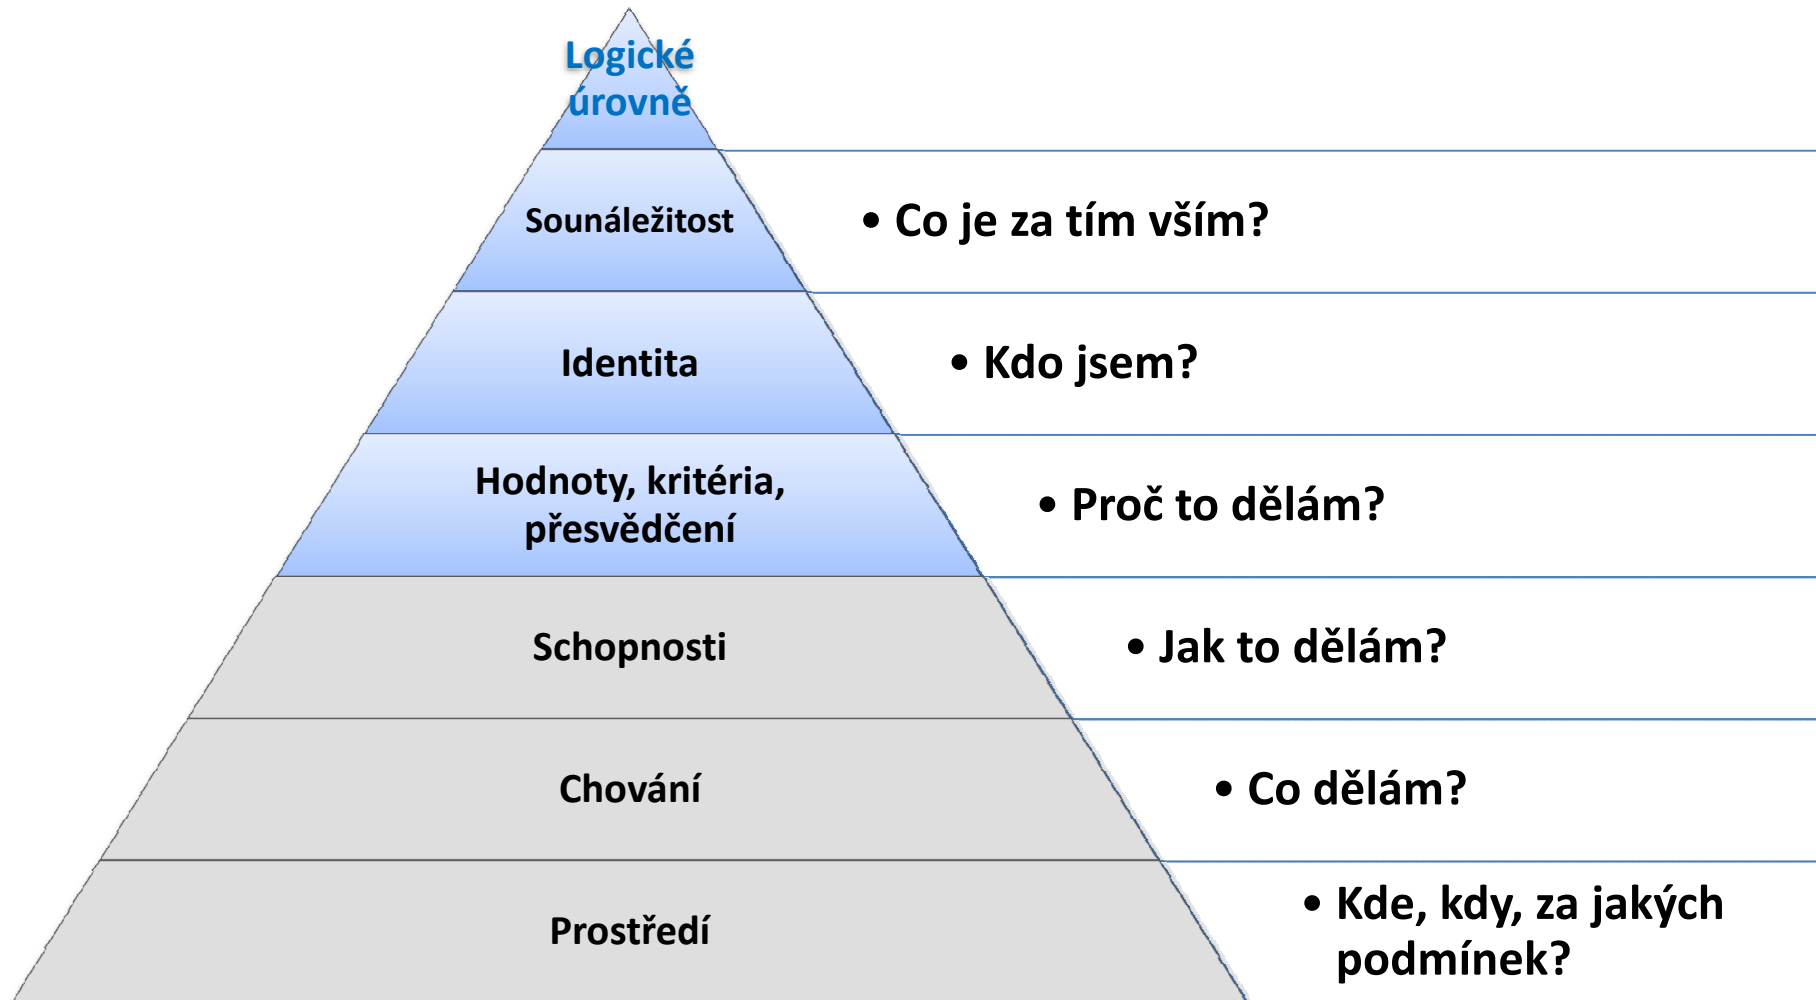 Logické
úrovně
Sounáležitost
• Co je za tím vším?
Identita
• Kdo jsem?
Hodnoty, kritéria,
přesvědčení
• Proč to dělám?
Schopnosti
• Jak to dělám?
Chování
• Co dělám?
Prostředí
• Kde, kdy, za jakých
podmínek?